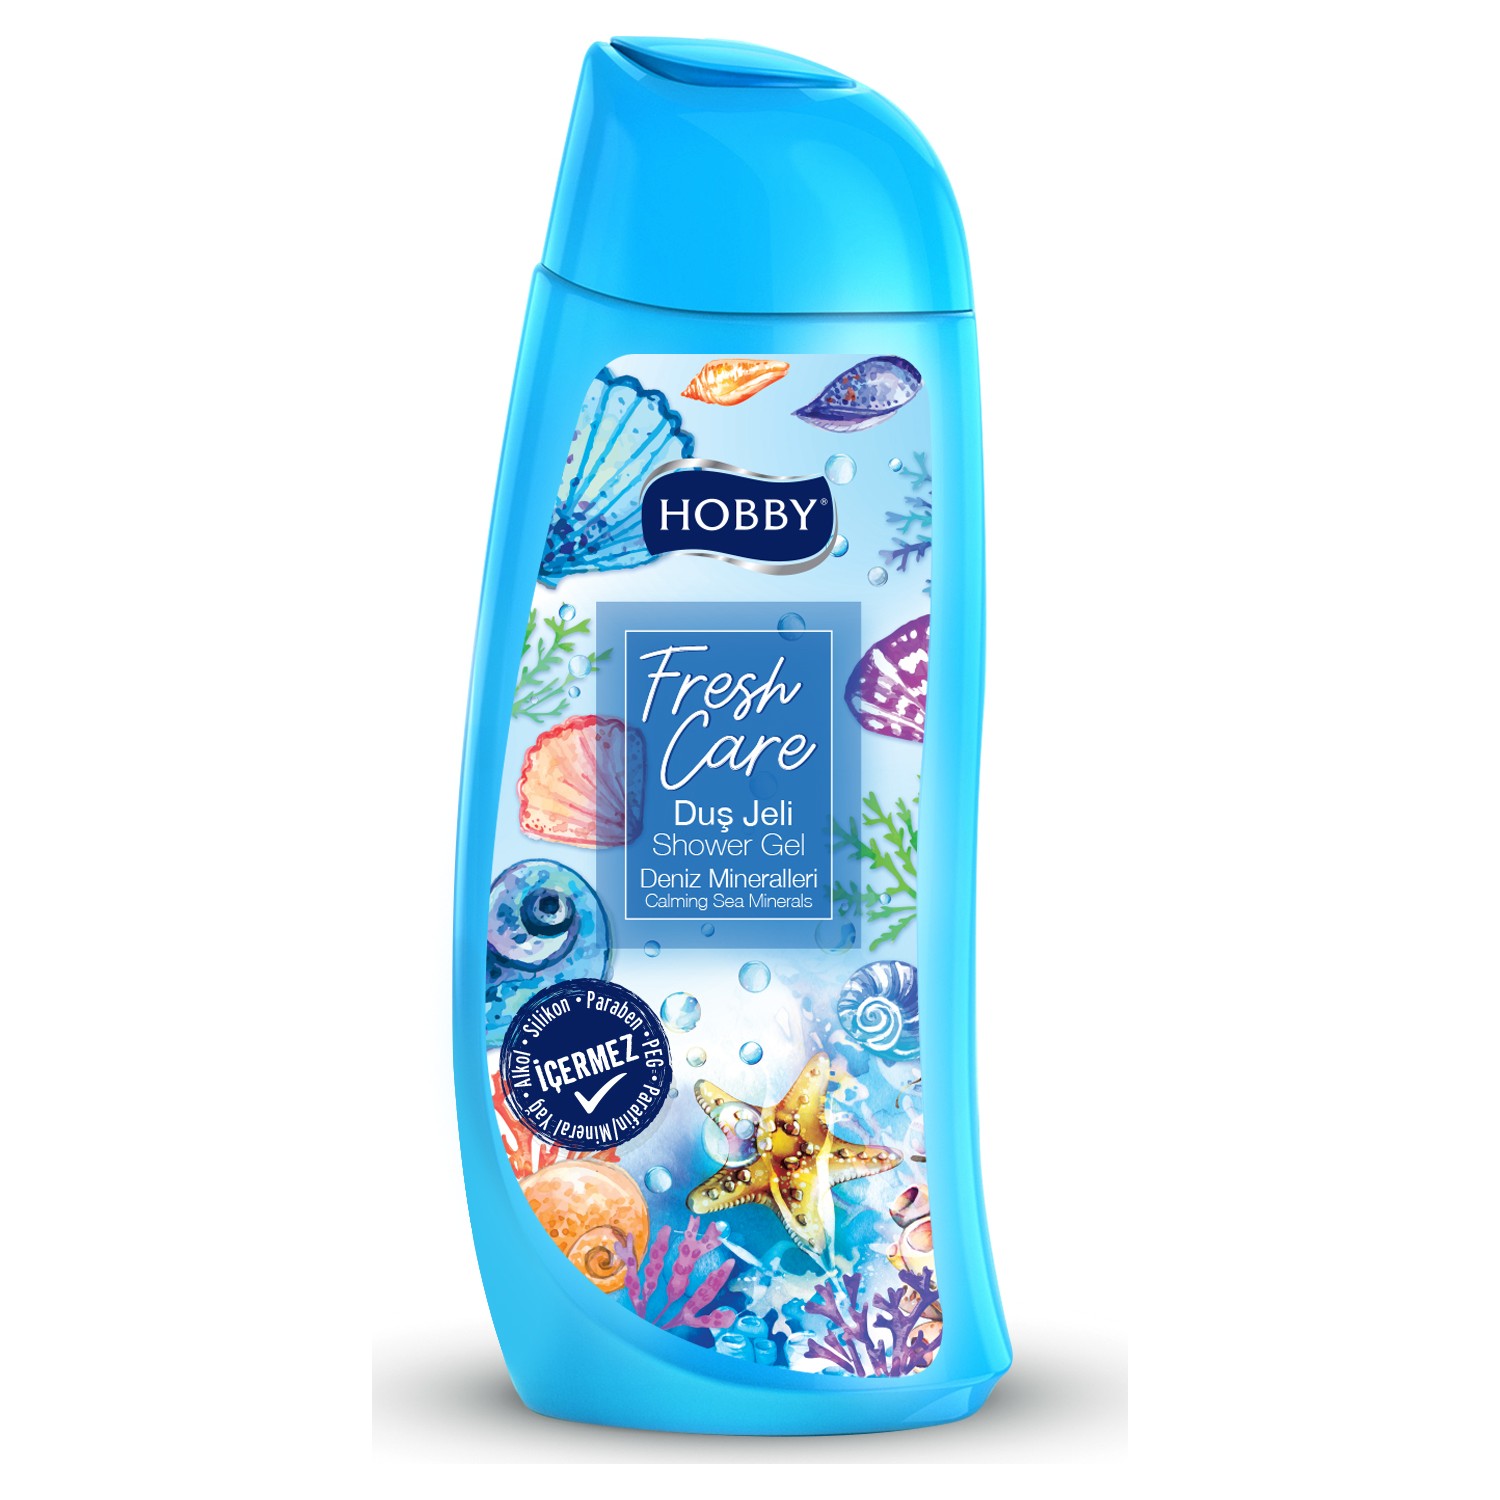 HOBBY®
Fresh
Care
Duş Jeli
Shower Gel
Deniz Mineralleri
Calming Sea Minerals
Alkol • Silikon • Paraben • PEG • Parafin/Mineral Yağ •
İÇERMEZ